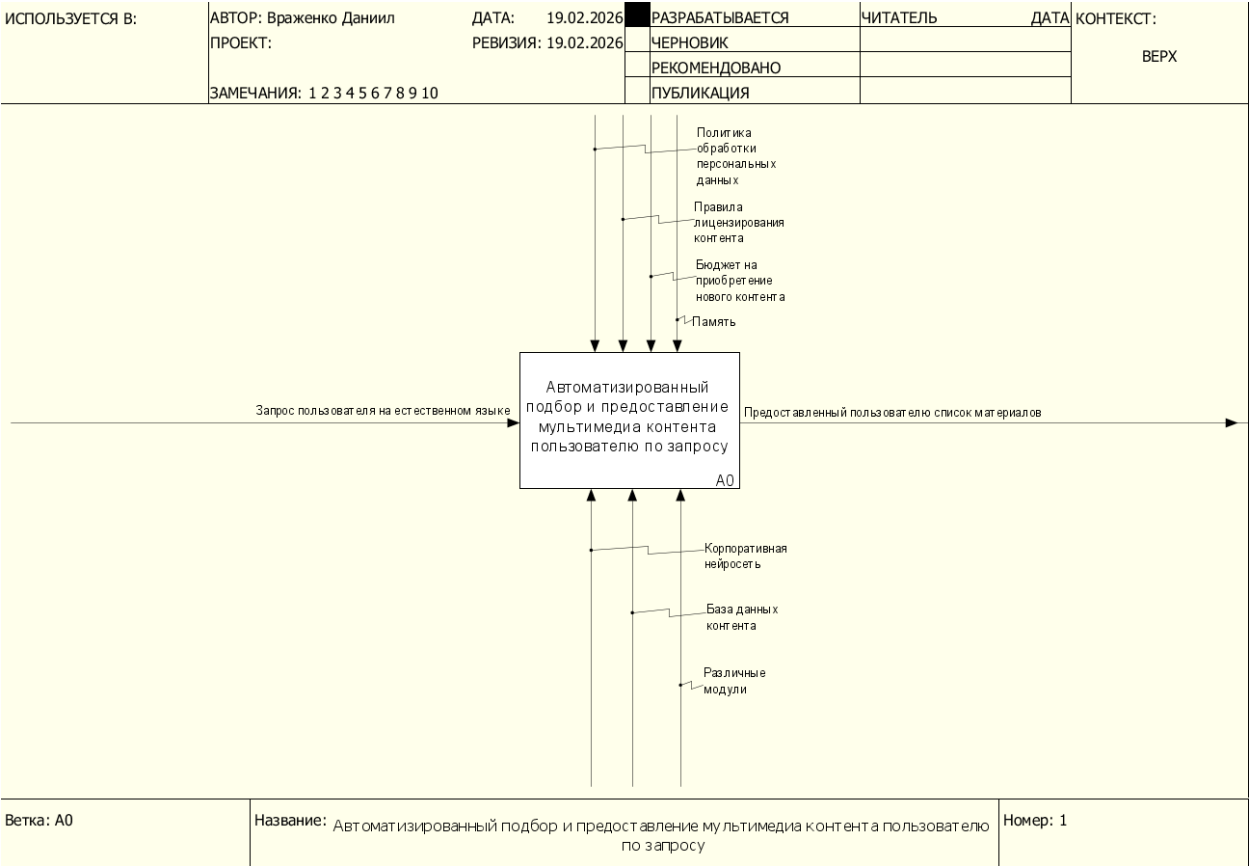 ИСПОЛЬЗУЕТСЯ В:
АВТОР: Враженко Даниил
ДАТА: 19.02.2026
РАЗРАБАТЫВАЕТСЯ
ЧИТАТЕЛЬ
ДАТА
КОНТЕКСТ:
ПРОЕКТ:
РЕВИЗИЯ: 19.02.2026
ЧЕРНОВИК
ВЕРХ
РЕКОМЕНДОВАНО
ЗАМЕЧАНИЯ: 1 2 3 4 5 6 7 8 9 10
ПУБЛИКАЦИЯ
Политика
обработки
персональных
данных
Правила
лицензирования
контента
Бюджет на
приобретение
нового контента
Память
Запрос пользователя на естественном языке
Автоматизированный
подбор и предоставление
мультимедиа контента
пользователю по запросу
A0
Предоставленный пользователю список материалов
Корпоративная
нейросеть
База данных
контента
Различные
модули
Ветка: A0
Название: Автоматизированный подбор и предоставление мультимедиа контента пользователю
по запросу
Номер: 1